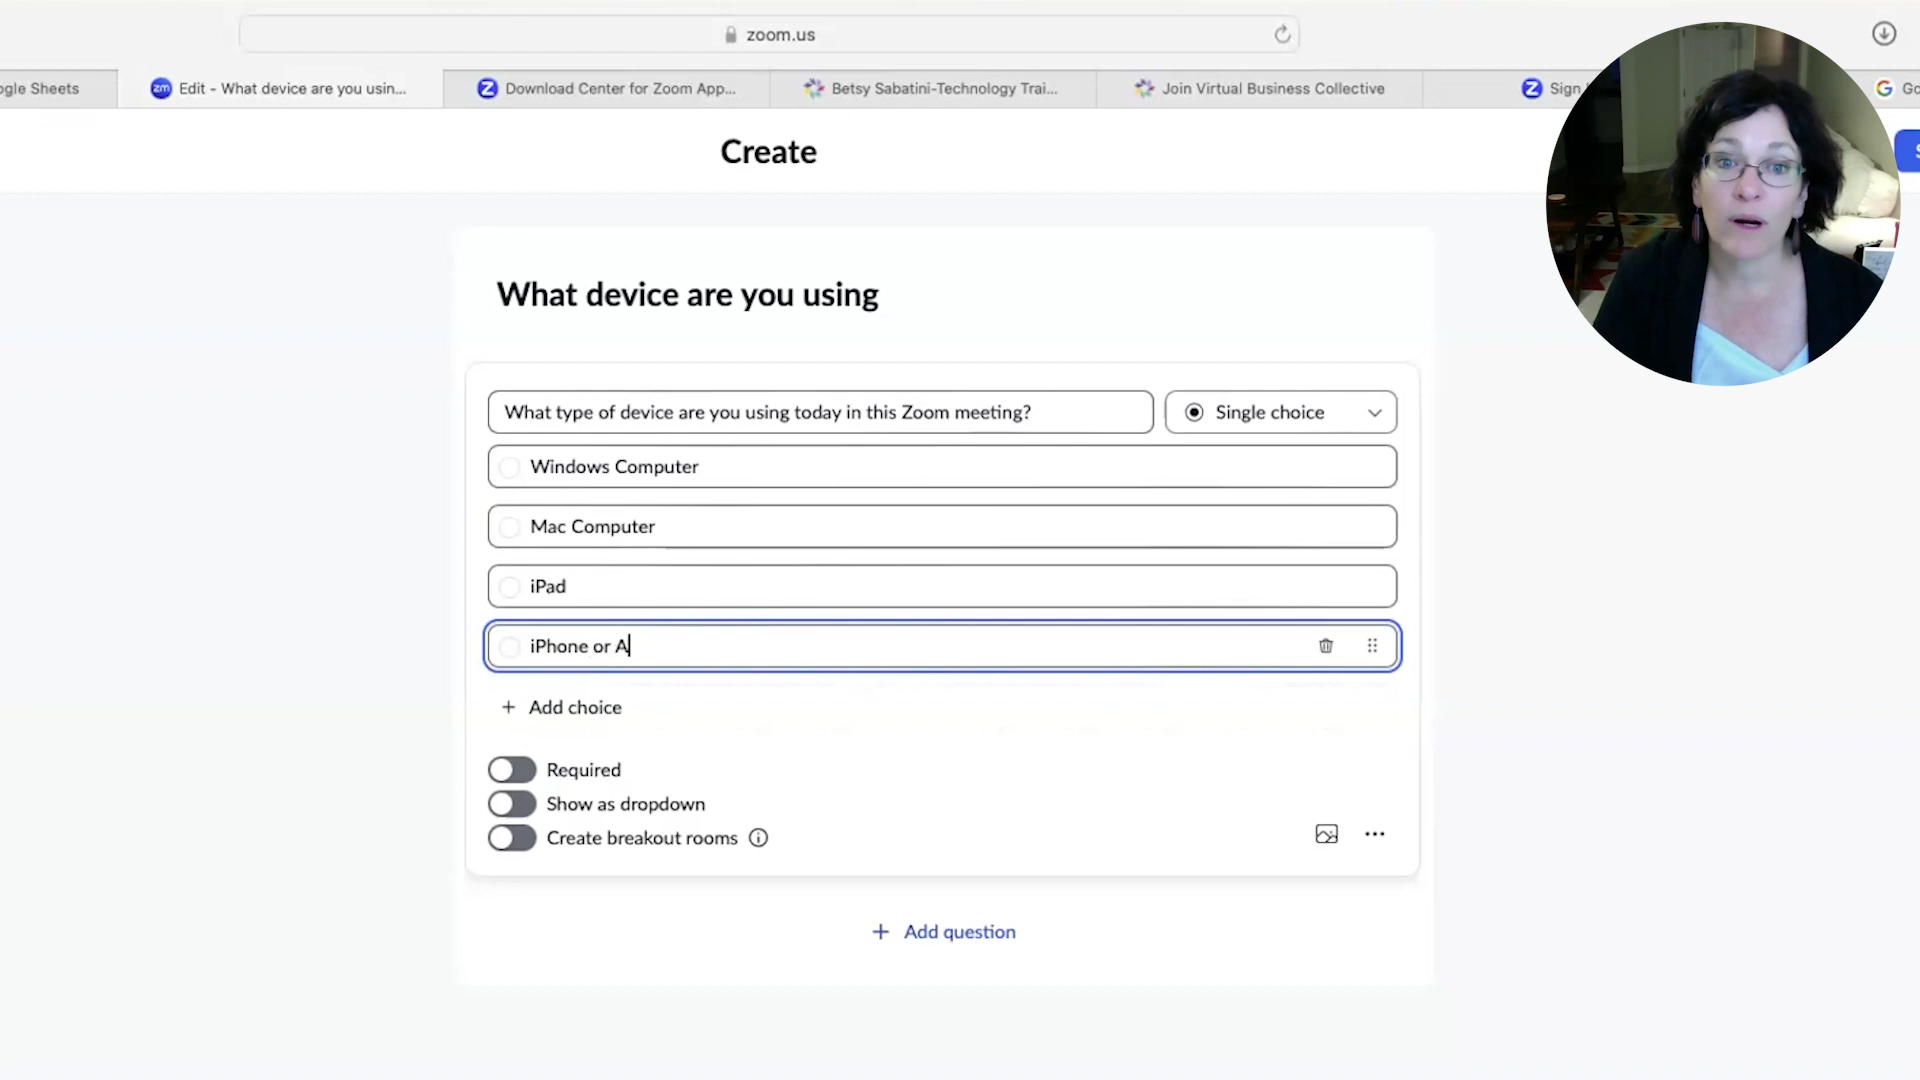 zoom.us
ogle Sheets
zm Edit - What device are you usin...
Z Download Center for Zoom App...
Betsy Sabatini-Technology Trai...
Join Virtual Business Collective
Z Sign
G Go
Create
What device are you using
What type of device are you using today in this Zoom meeting?
Single choice
Windows Computer
Mac Computer
iPad
iPhone or A
+ Add choice
Required
Show as dropdown
Create breakout rooms
+ Add question